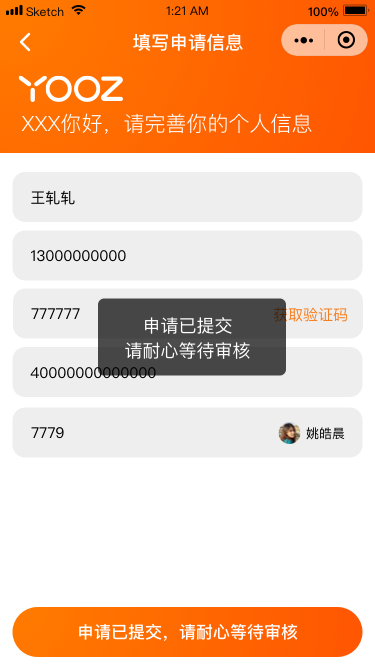 Sketch 1:21 AM 100%
填写申请信息
YOOZ
XXX你好，请完善你的个人信息
王轧轧
13000000000
777777 获取验证码
申请已提交
请耐心等待审核
40000000000000
7779 姚皓晨
申请已提交，请耐心等待审核